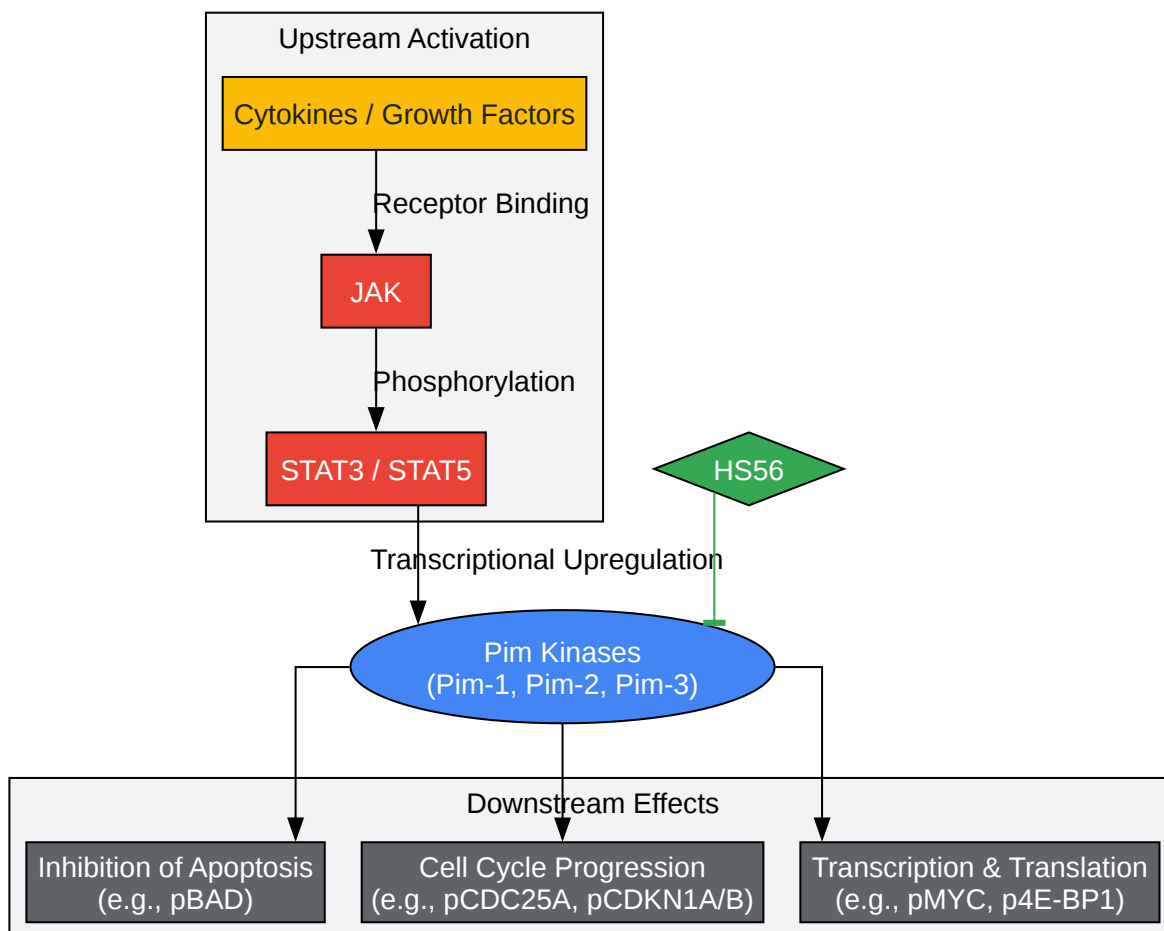 Upstream Activation
Cytokines / Growth Factors
Receptor Binding
JAK
Phosphorylation
STAT3 / STAT5
HS56
Transcriptional Upregulation
Pim Kinases
(Pim-1, Pim-2, Pim-3)
Downstream Effects
Inhibition of Apoptosis
(e.g., pBAD)
Cell Cycle Progression
(e.g., pCDC25A, pCDKN1A/B)
Transcription & Translation
(e.g., pMYC, p4E-BP1)